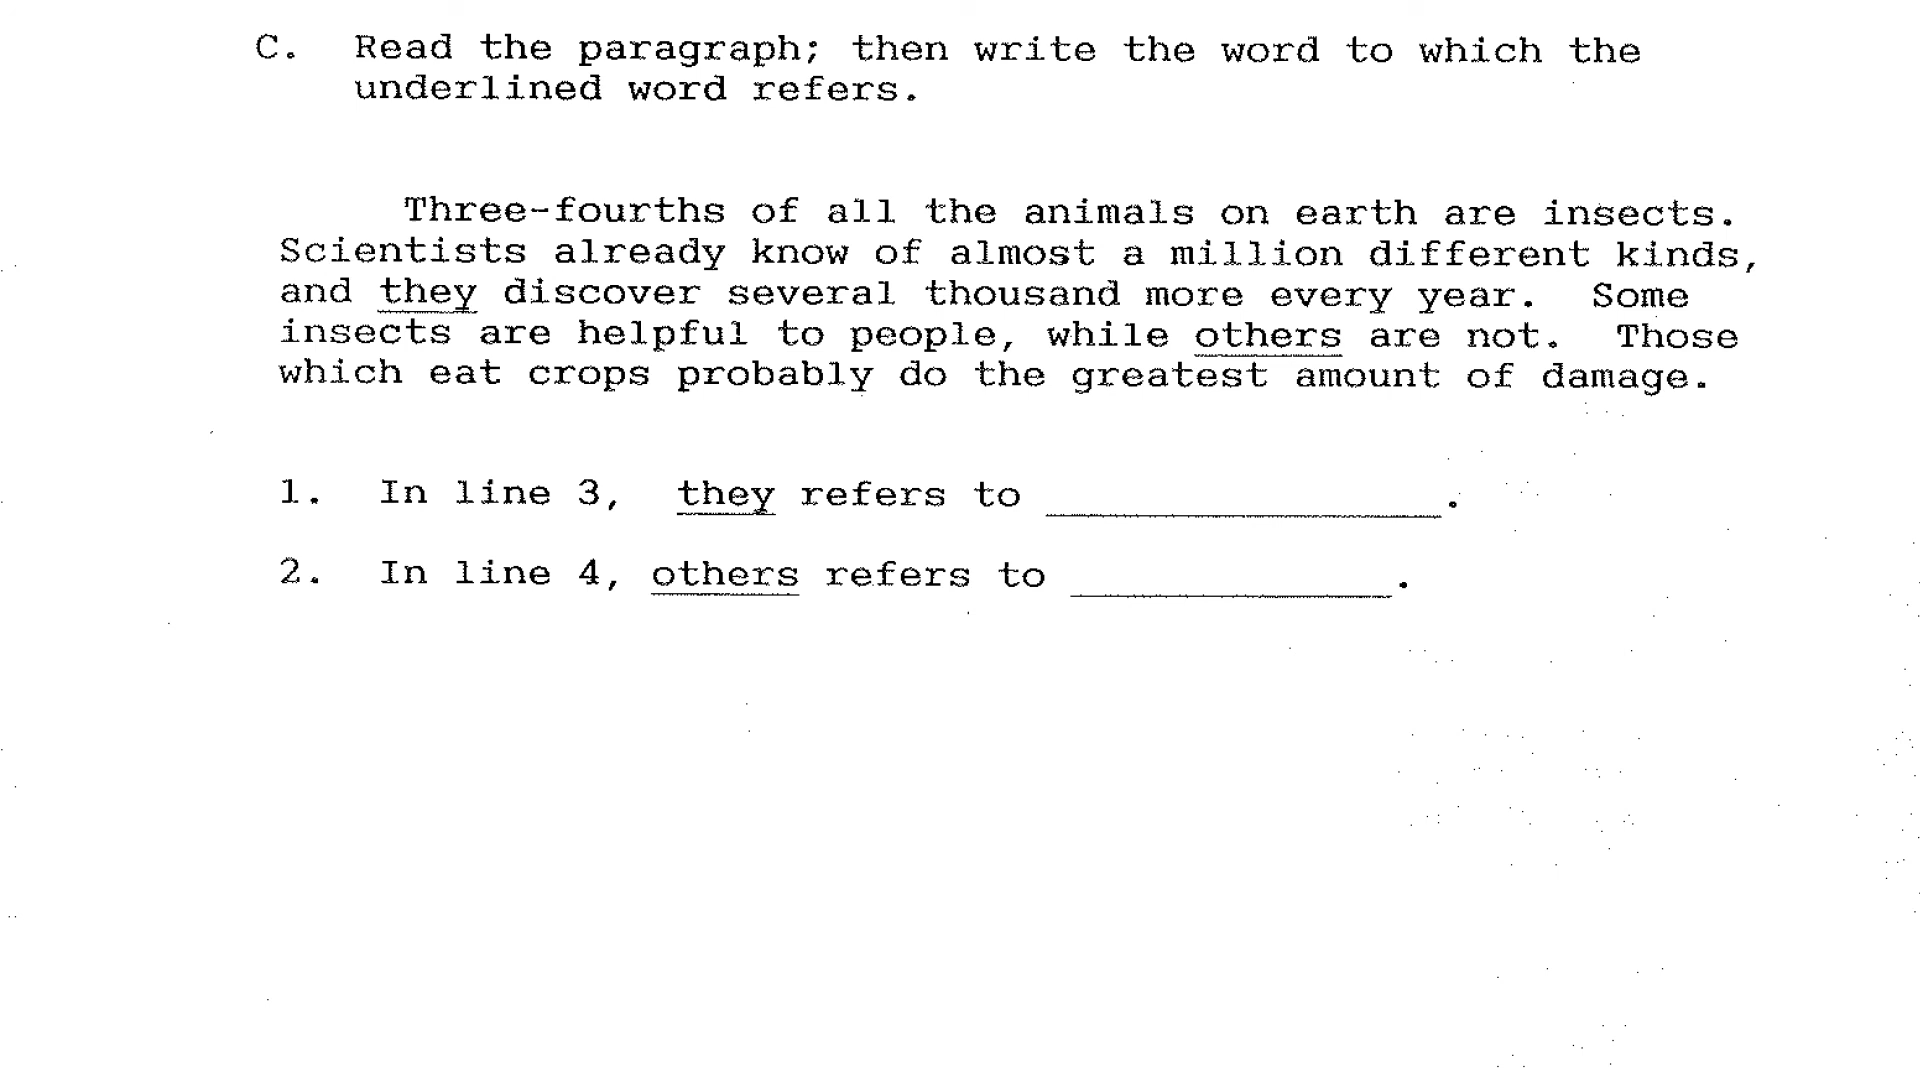 C. Read the paragraph; then write the word to which the
underlined word refers.
Three-fourths of all the animals on earth are insects.
Scientists already know of almost a million different kinds,
and they discover several thousand more every year. Some
insects are helpful to people, while others are not. Those
which eat crops probably do the greatest amount of damage.
1. In line 3, they refers to ________________.
2. In line 4, others refers to _____________.